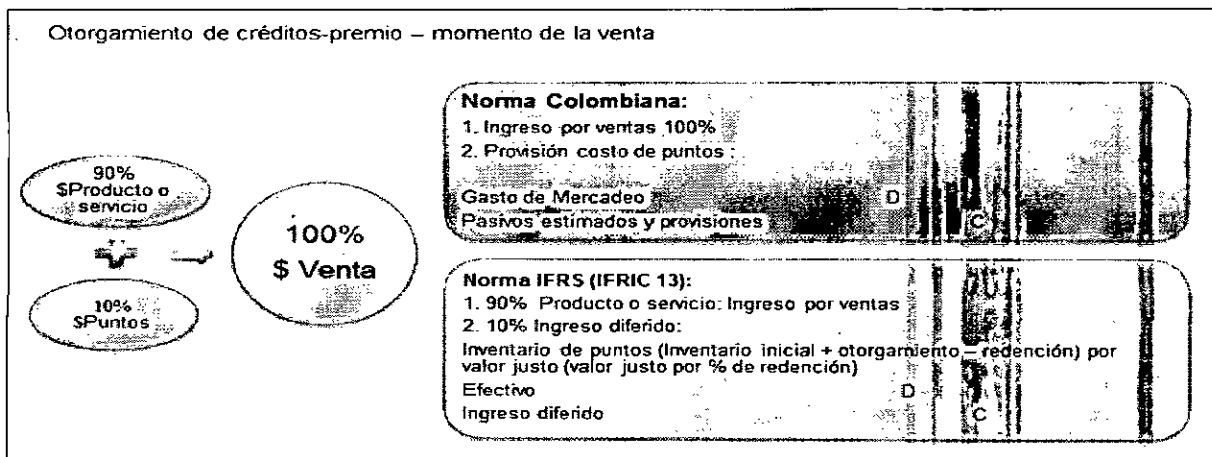 Otorgamiento de créditos-premio – momento de la venta
90%
$Producto o
servicio
10%
$Puntos
100%
$ Venta
Norma Colombiana:
1. Ingreso por ventas 100%
2. Provisión costo de puntos :
Gasto de Mercadeo D
Pasivos estimados y provisiones C
Norma IFRS (IFRIC 13):
1. 90% Producto o servicio: Ingreso por ventas
2. 10% Ingreso diferido:
Inventario de puntos (Inventario inicial + otorgamiento – redención) por
valor justo (valor justo por % de redención)
Efectivo D
Ingreso diferido C